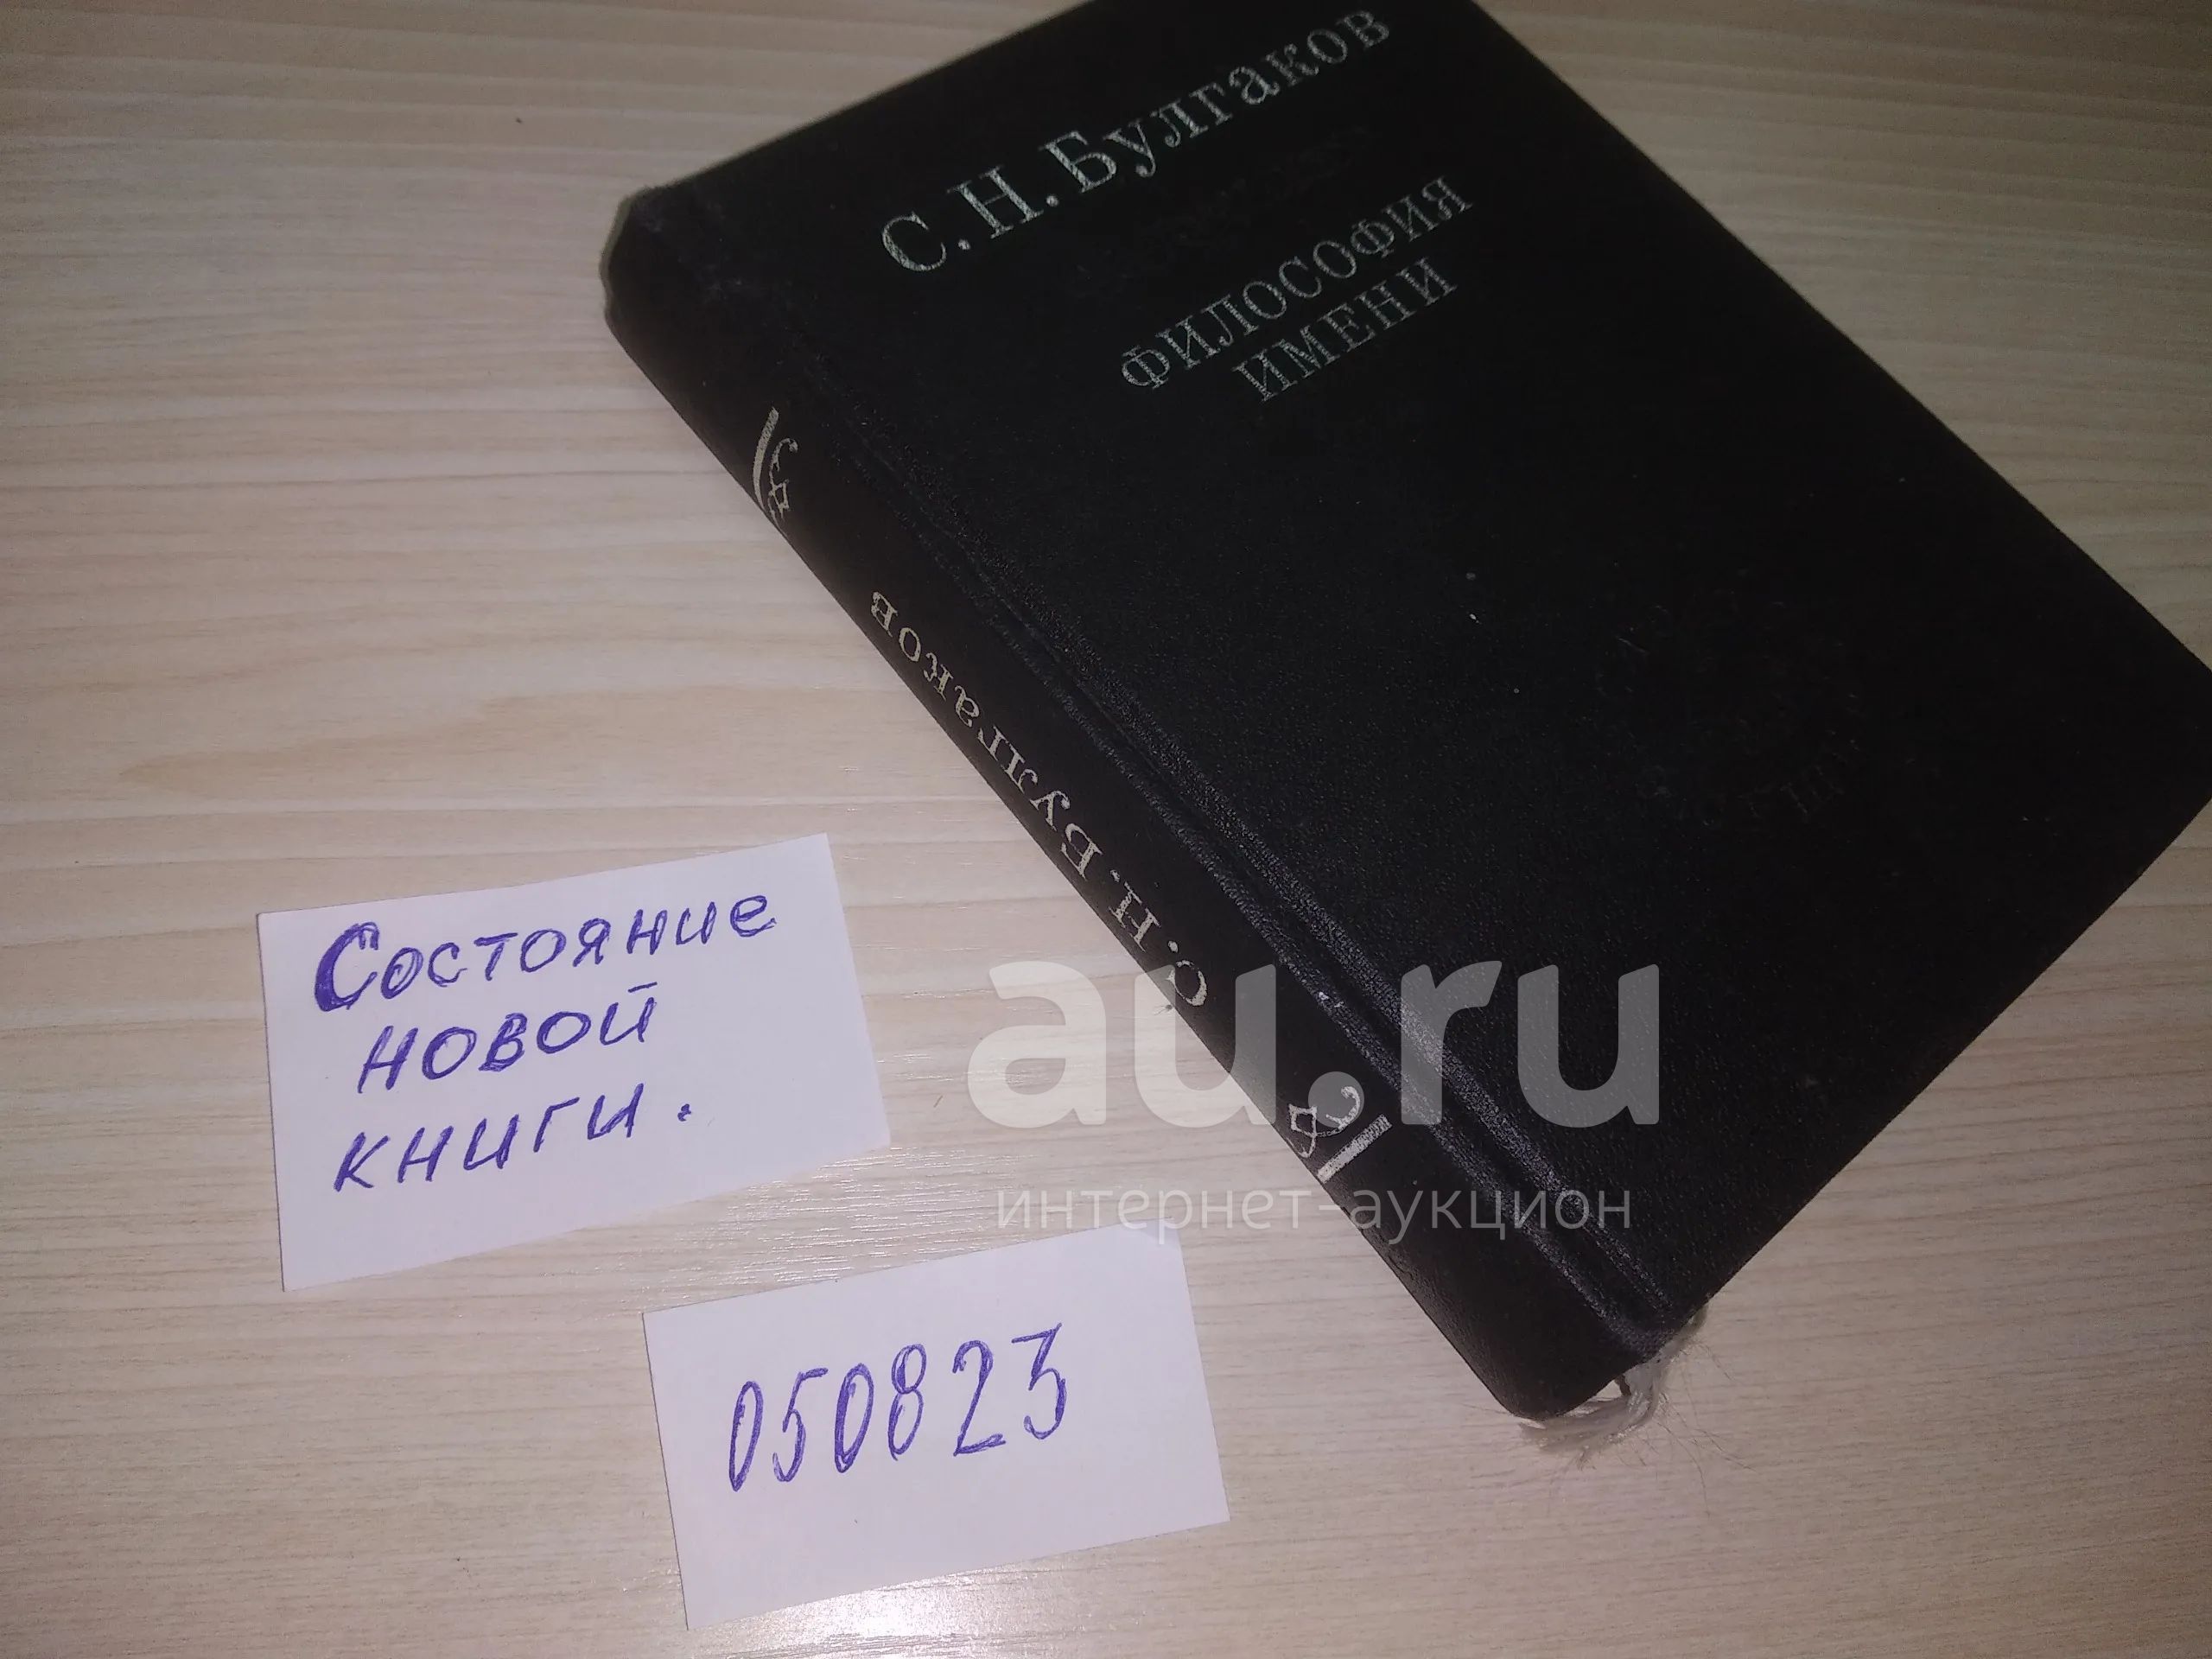 С. Н. Булгаков
ФИЛОСОФИЯ
ИМЕНИ
С. Н. Булгаков
Состояние
новой
книги.
au.ru
интернет-аукцион
050823